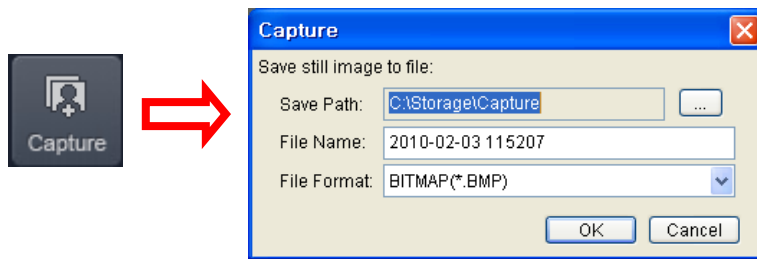 Capture
Capture
Save still image to file:
Save Path: C:\Storage\Capture ...
File Name: 2010-02-03 115207
File Format: BITMAP(*.BMP)
OK Cancel